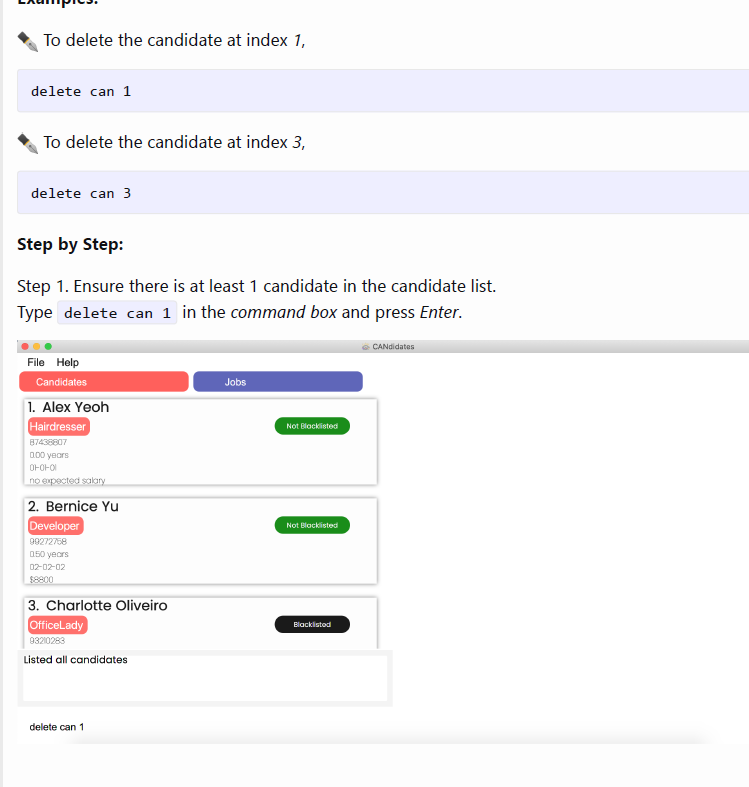 Examples:
To delete the candidate at index 1,
delete can 1
To delete the candidate at index 3,
delete can 3
Step by Step:
Step 1. Ensure there is at least 1 candidate in the candidate list.
Type delete can 1 in the command box and press Enter.
CANdidates
File Help
Candidates Jobs
1. Alex Yeoh
Hairdresser
Not Blacklisted
87438807
0.00 years
01-01-01
no expected salary
2. Bernice Yu
Developer
Not Blacklisted
99272758
0.50 years
02-02-02
$8800
3. Charlotte Oliveiro
OfficeLady
Blacklisted
93210283
Listed all candidates
delete can 1